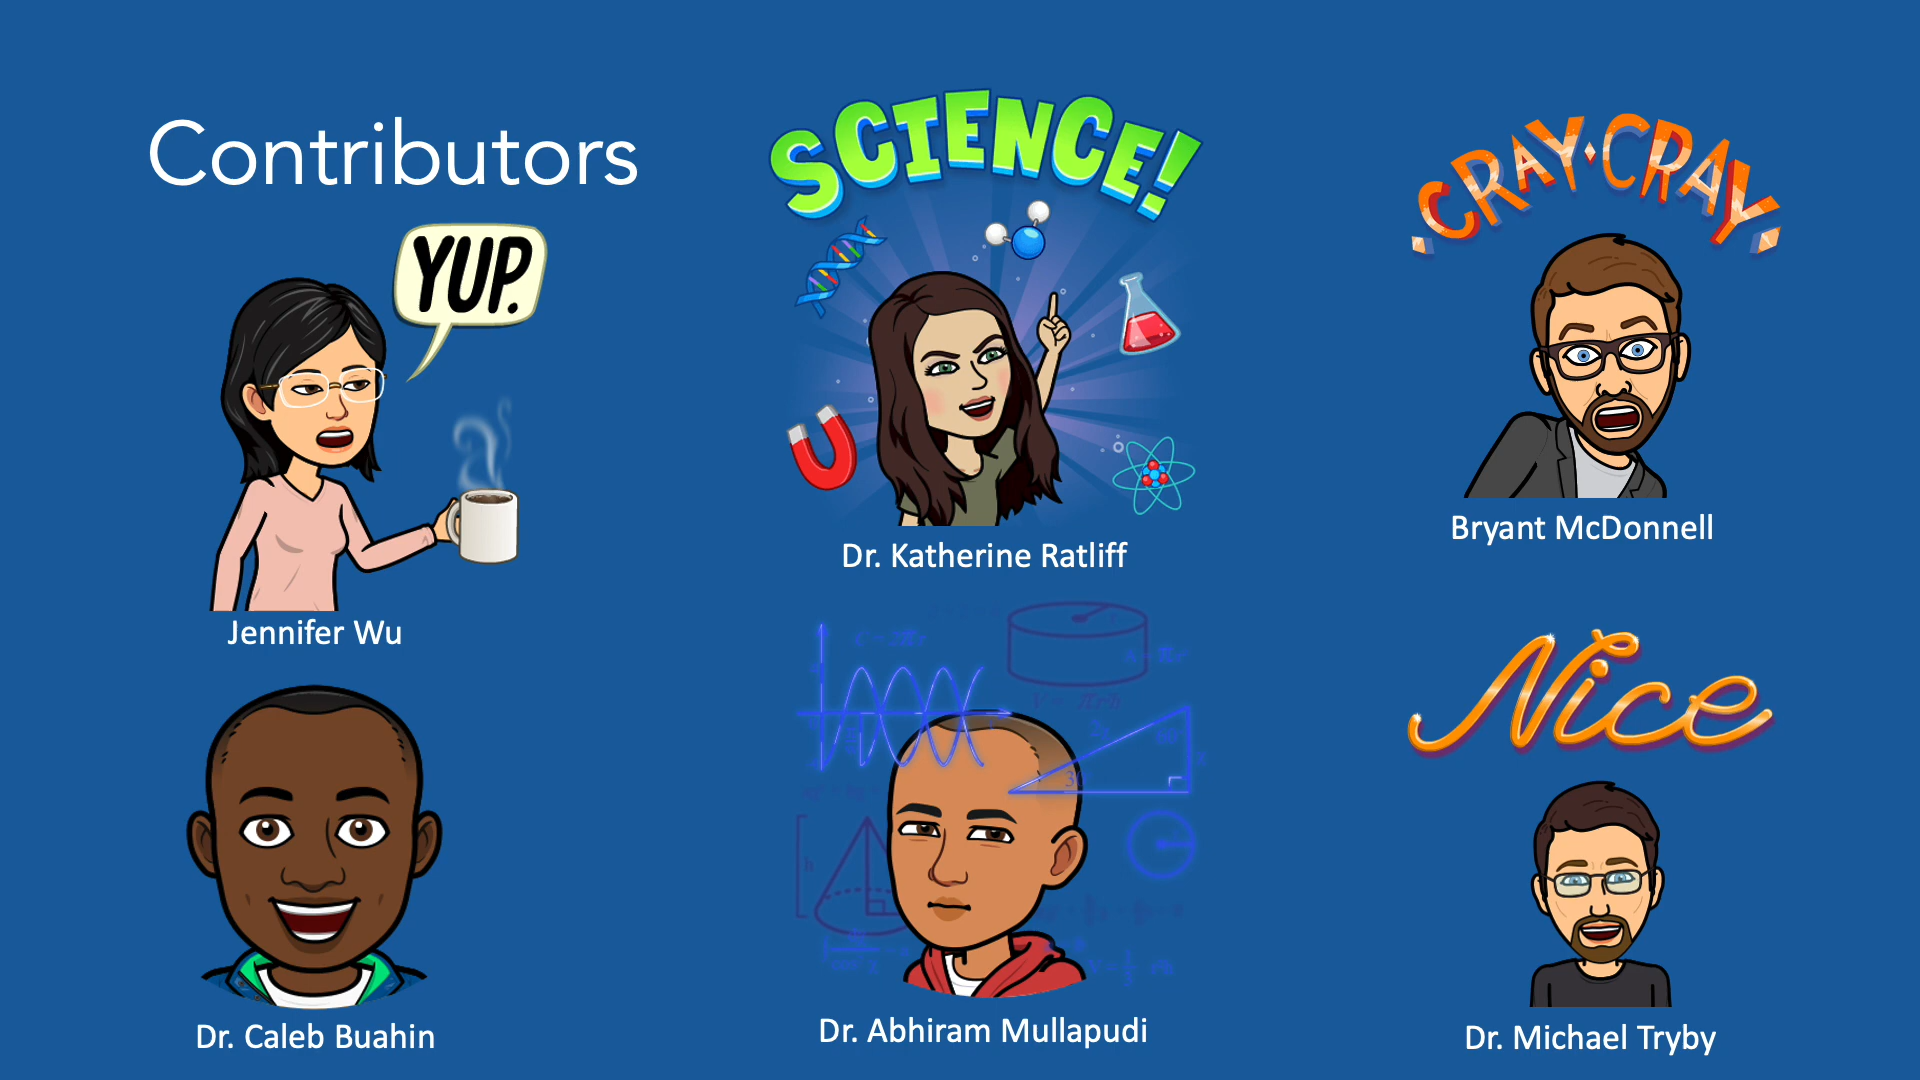 Contributors
SCIENCE!
CRAY·CRAY
YUP.
Jennifer Wu
Dr. Katherine Ratliff
Bryant McDonnell
Nice
Dr. Caleb Buahin
Dr. Abhiram Mullapudi
Dr. Michael Tryby